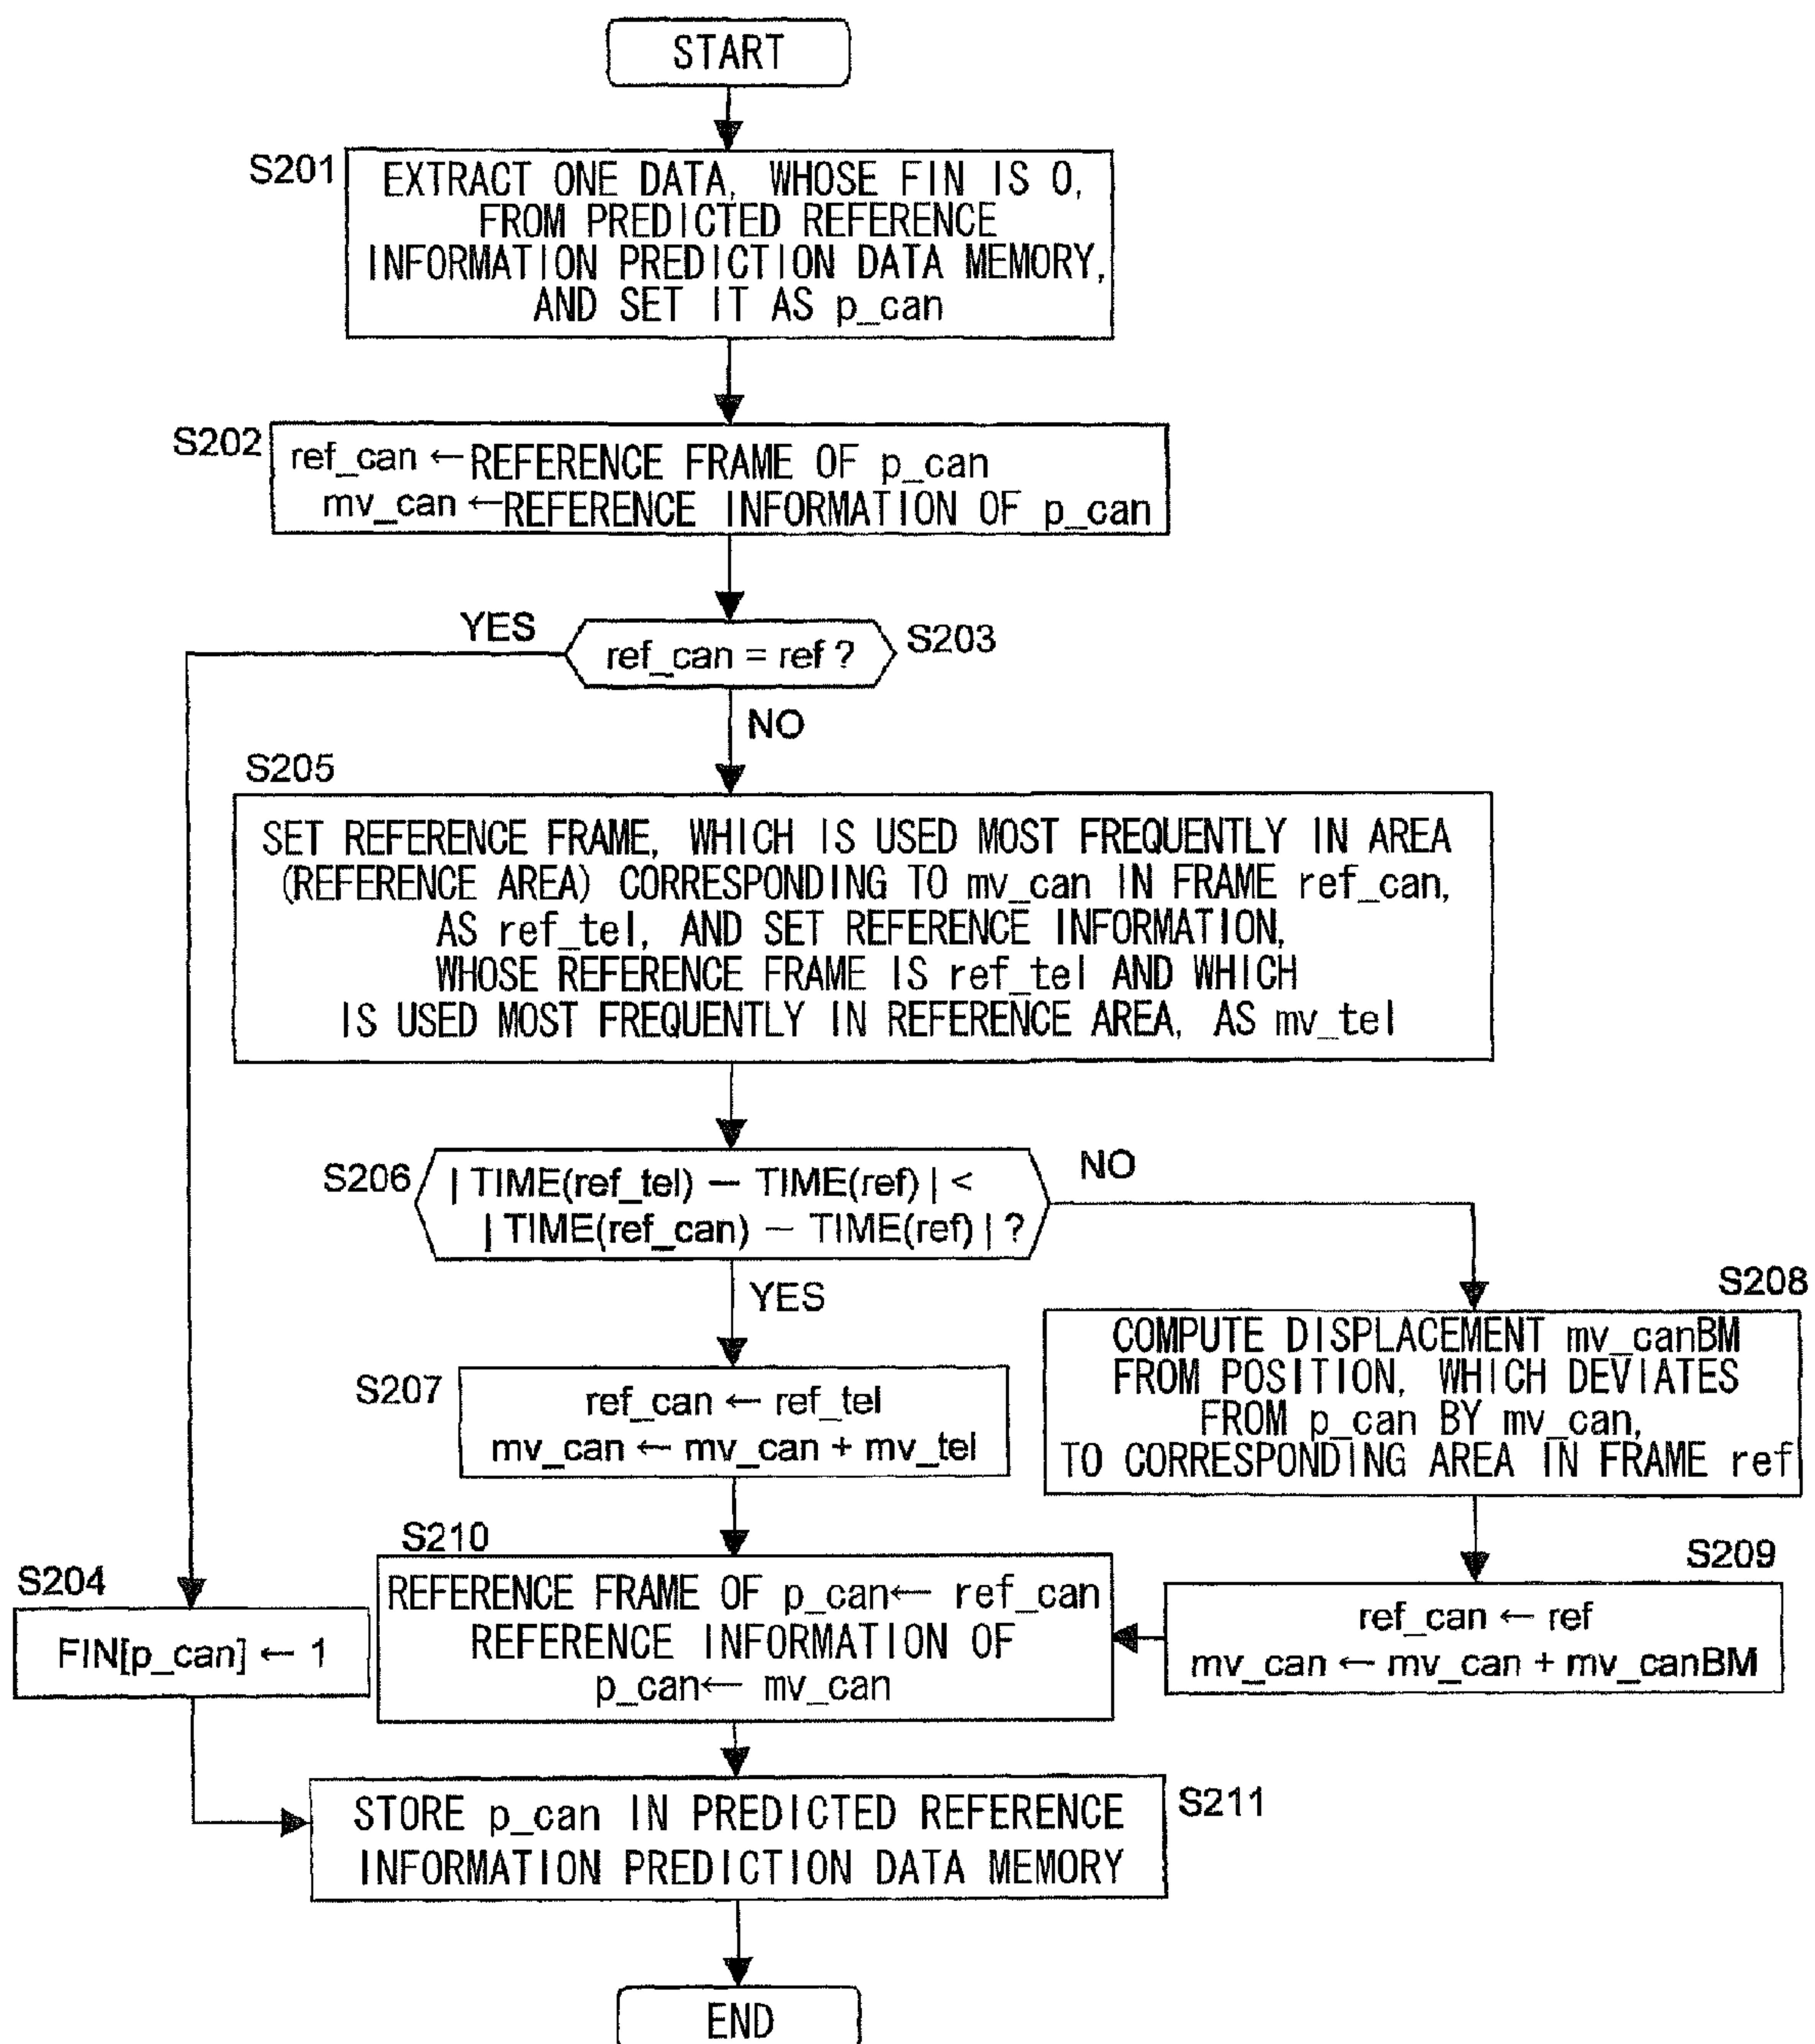 START
S201
EXTRACT ONE DATA, WHOSE FIN IS 0,
FROM PREDICTED REFERENCE
INFORMATION PREDICTION DATA MEMORY,
AND SET IT AS p_can
S202
ref_can ← REFERENCE FRAME OF p_can
mv_can ← REFERENCE INFORMATION OF p_can
YES
ref_can = ref ?
S203
NO
S205
SET REFERENCE FRAME, WHICH IS USED MOST FREQUENTLY IN AREA
(REFERENCE AREA) CORRESPONDING TO mv_can IN FRAME ref_can,
AS ref_tel, AND SET REFERENCE INFORMATION,
WHOSE REFERENCE FRAME IS ref_tel AND WHICH
IS USED MOST FREQUENTLY IN REFERENCE AREA, AS mv_tel
S206
| TIME(ref_tel) − TIME(ref) | <
| TIME(ref_can) − TIME(ref) | ?
NO
YES
S208
COMPUTE DISPLACEMENT mv_canBM
FROM POSITION, WHICH DEVIATES
FROM p_can BY mv_can,
TO CORRESPONDING AREA IN FRAME ref
S207
ref_can ← ref_tel
mv_can ← mv_can + mv_tel
S210
REFERENCE FRAME OF p_can← ref_can
REFERENCE INFORMATION OF
p_can← mv_can
S209
ref_can ← ref
mv_can ← mv_can + mv_canBM
S204
FIN[p_can] ← 1
STORE p_can IN PREDICTED REFERENCE
INFORMATION PREDICTION DATA MEMORY
S211
END